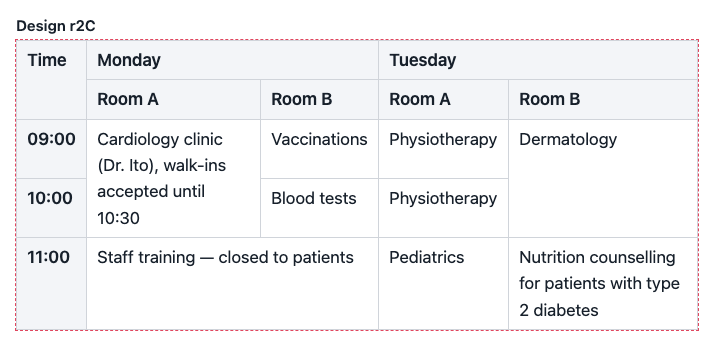 Design r2C
Time
Monday
Tuesday
Room A
Room B
Room A
Room B
09:00
Cardiology clinic
(Dr. Ito), walk-ins
accepted until
10:30
Vaccinations
Physiotherapy
Dermatology
10:00
Blood tests
Physiotherapy
11:00
Staff training — closed to patients
Pediatrics
Nutrition counselling
for patients with type
2 diabetes